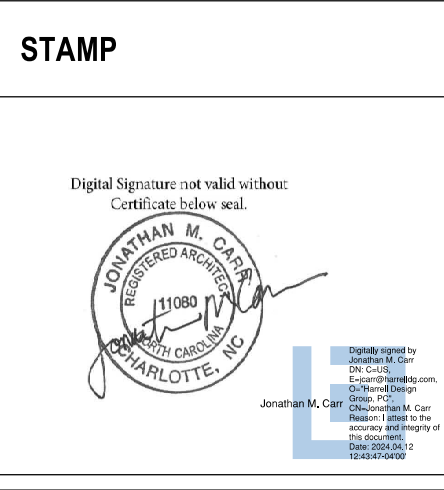 STAMP
Digital Signature not valid without
Certificate below seal.
JONATHAN M. CARR
REGISTERED ARCHITECT
11080
NORTH CAROLINA
CHARLOTTE, NC
Jonathan M Carr
Jonathan M. Carr
Digitally signed by
Jonathan M. Carr
DN: C=US,
E=jcarr@harrelldg.com,
O="Harrell Design
Group, PC",
CN=Jonathan M. Carr
Reason: I attest to the
accuracy and integrity of
this document.
Date: 2024.04.12
12:43:47-04'00'